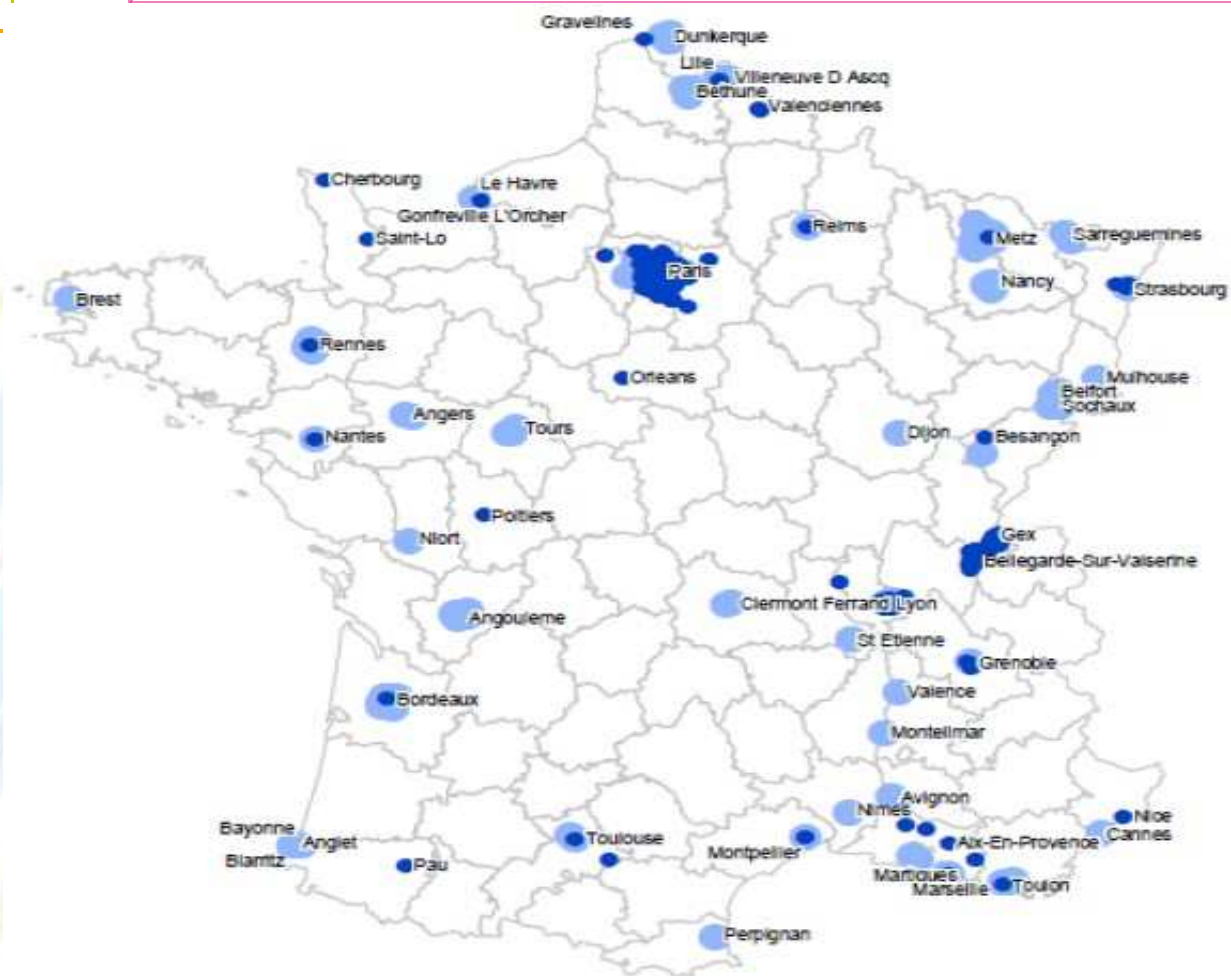 Gravelines
Dunkerque
Lille
Villeneuve D Ascq
Bethune
Valenciennes
Cherbourg
Le Havre
Gonfreville L'Orcher
Saint-Lo
Reims
Metz
Sarreguemines
Paris
Nancy
Strasbourg
Brest
Rennes
Orleans
Mulhouse
Belfort
Sochaux
Angers
Tours
Nantes
Dijon
Besançon
Poitiers
Niort
Gex
Bellegarde-Sur-Valserine
Clermont Ferrand
Lyon
Angouleme
St Etienne
Grenoble
Bordeaux
Valence
Montelimar
Avignon
Nimes
Nice
Cannes
Bayonne
Anglet
Biarritz
Toulouse
Montpellier
Aix-En-Provence
Pau
Martigues
Marseille
Toulon
Perpignan